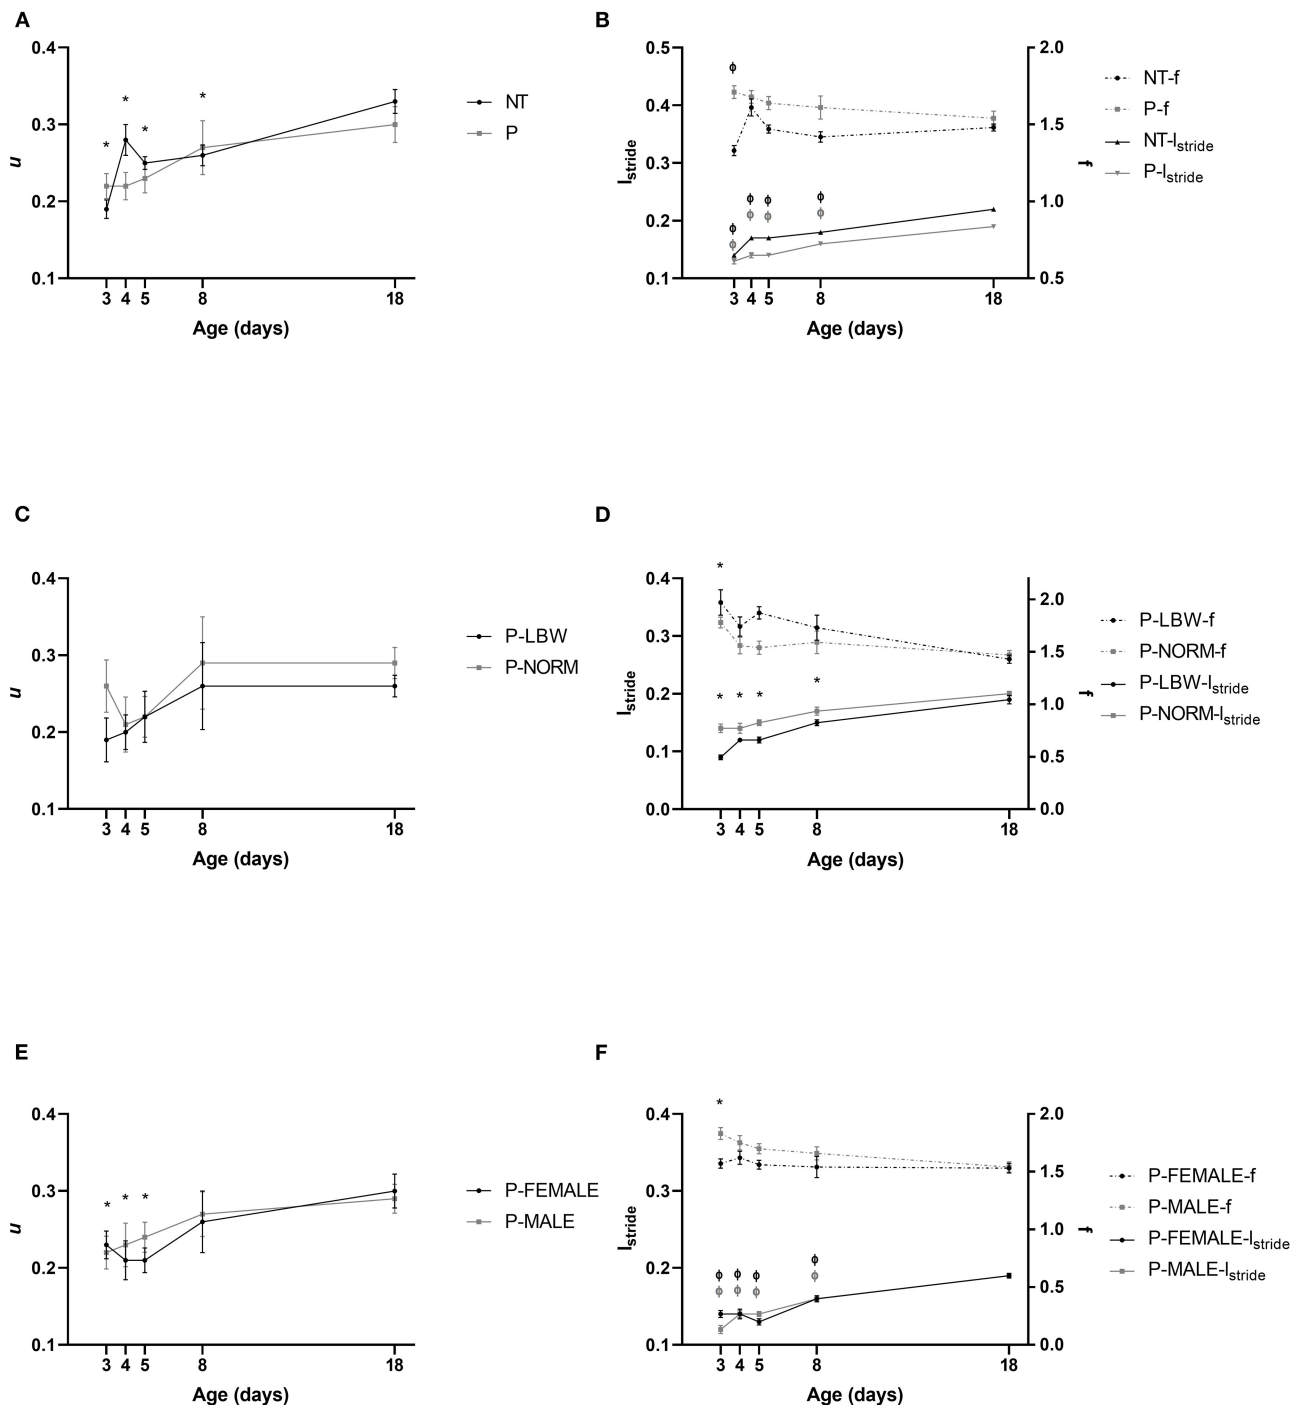 A
0.4
0.3
0.2
0.1
u
*
*
*
*
3 4 5 8 18
Age (days)
NT
P
B
0.5
0.4
0.3
0.2
0.1
lstride
2.0
1.5
1.0
0.5
f
ϕ
ϕ ϕ ϕ ϕ
ϕ ϕ ϕ ϕ
3 4 5 8 18
Age (days)
NT-f
P-f
NT-lstride
P-lstride
C
0.4
0.3
0.2
0.1
u
3 4 5 8 18
Age (days)
P-LBW
P-NORM
D
0.4
0.3
0.2
0.1
0.0
lstride
2.0
1.5
1.0
0.5
0.0
f
*
* * * *
3 4 5 8 18
Age (days)
P-LBW-f
P-NORM-f
P-LBW-lstride
P-NORM-lstride
E
0.4
0.3
0.2
0.1
u
* * *
3 4 5 8 18
Age (days)
P-FEMALE
P-MALE
F
0.4
0.3
0.2
0.1
lstride
2.0
1.5
1.0
0.5
0.0
f
*
ϕ ϕ ϕ ϕ
ϕ ϕ ϕ ϕ
3 4 5 8 18
Age (days)
P-FEMALE-f
P-MALE-f
P-FEMALE-lstride
P-MALE-lstride